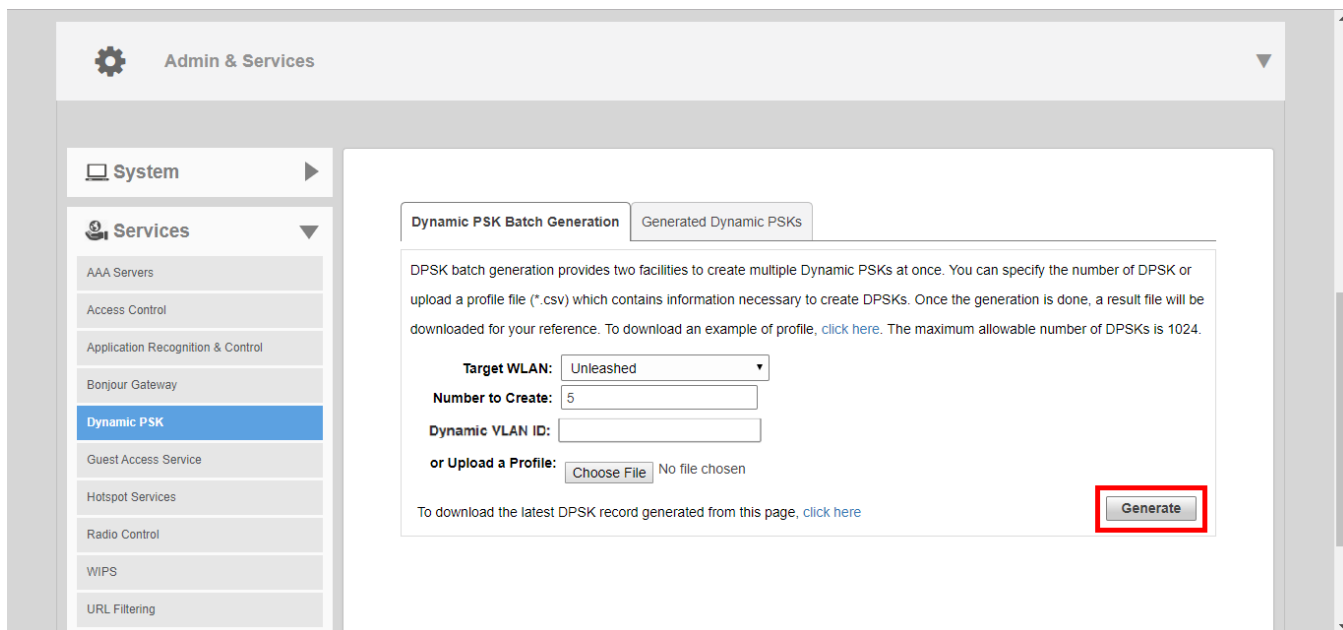 Admin & Services
System
Services
AAA Servers
Access Control
Application Recognition & Control
Bonjour Gateway
Dynamic PSK
Guest Access Service
Hotspot Services
Radio Control
WIPS
URL Filtering
Dynamic PSK Batch Generation Generated Dynamic PSKs
DPSK batch generation provides two facilities to create multiple Dynamic PSKs at once. You can specify the number of DPSK or
upload a profile file (*.csv) which contains information necessary to create DPSKs. Once the generation is done, a result file will be
downloaded for your reference. To download an example of profile, click here. The maximum allowable number of DPSKs is 1024.
Target WLAN: Unleashed
Number to Create: 5
Dynamic VLAN ID:
or Upload a Profile: Choose File No file chosen
To download the latest DPSK record generated from this page, click here Generate